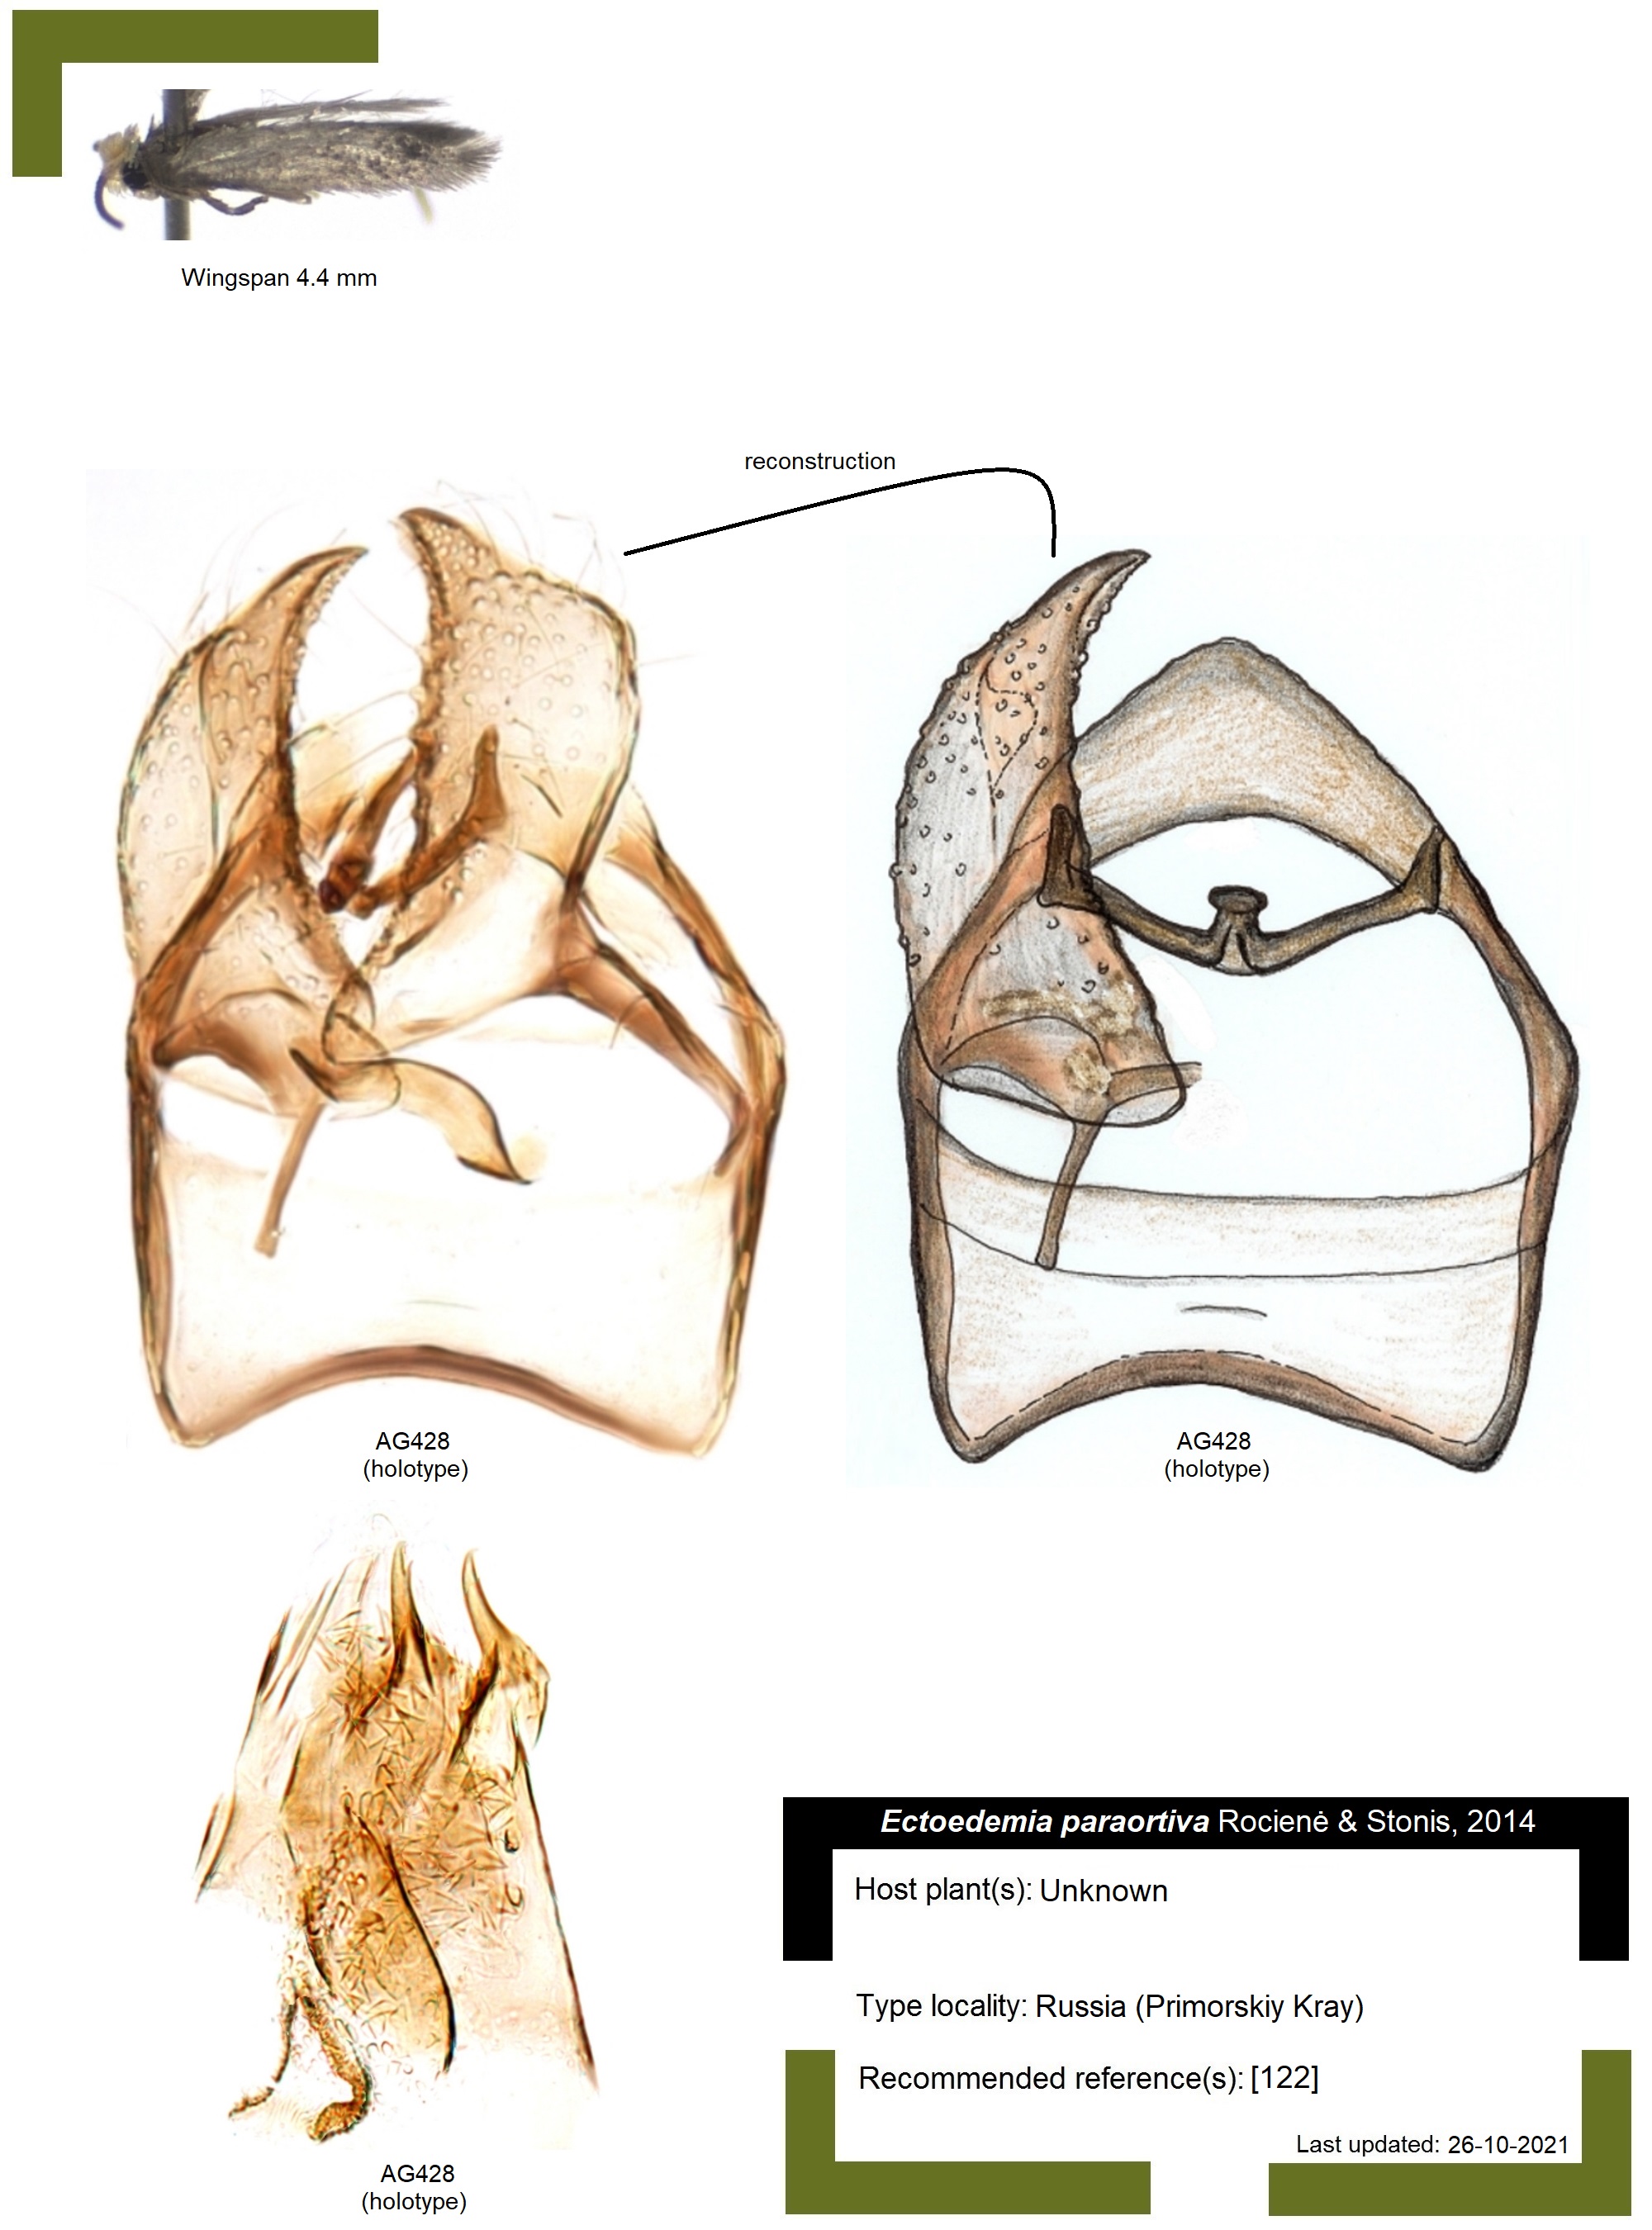 Wingspan 4.4 mm
reconstruction
AG428
(holotype)
AG428
(holotype)
AG428
(holotype)
Ectoedemia paraortiva Rocienė & Stonis, 2014
Host plant(s): Unknown
Type locality: Russia (Primorskiy Kray)
Recommended reference(s): [122]
Last updated: 26-10-2021